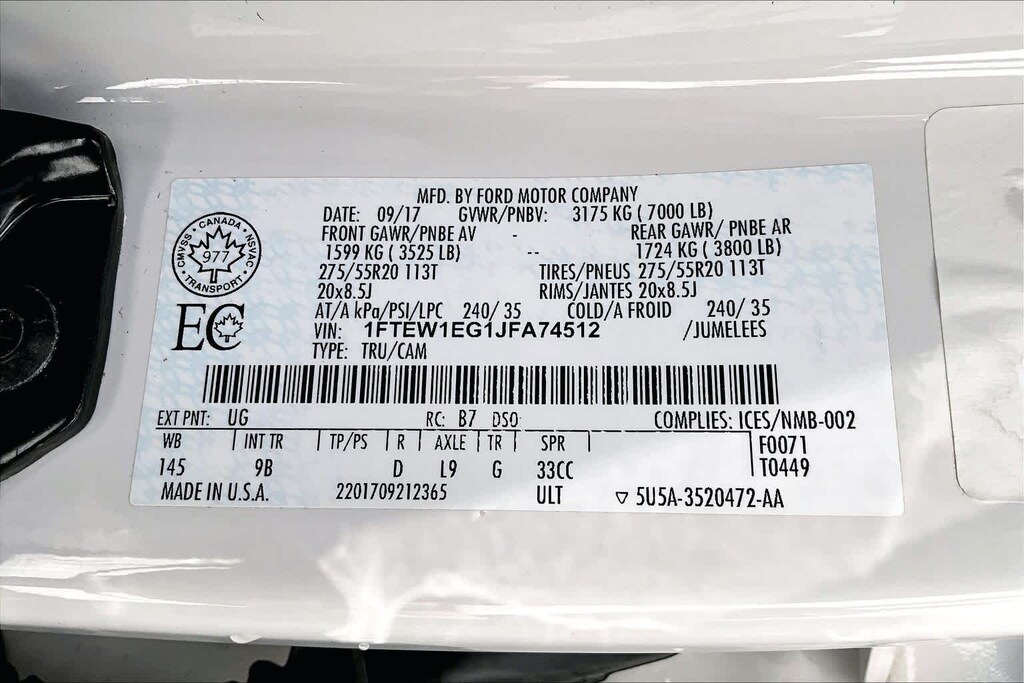 MFD. BY FORD MOTOR COMPANY
DATE: 09/17 GVWR/PNBV: 3175 KG ( 7000 LB)
FRONT GAWR/PNBE AV - REAR GAWR/ PNBE AR
1599 KG ( 3525 LB) -- 1724 KG ( 3800 LB)
275/55R20 113T TIRES/PNEUS 275/55R20 113T
20x8.5J RIMS/JANTES 20x8.5J
AT/A kPa/PSI/LPC 240/ 35 COLD/A FROID 240/ 35
VIN: 1FTEW1EG1JFA74512 /JUMELEES
TYPE: TRU/CAM
CANADA • NSVAC • TRANSPORT • CMVSS •
977
EC
EXT PNT: UG RC: B7 DSO: COMPLIES: ICES/NMB-002
WB INT TR TP/PS R AXLE TR SPR F0071
145 9B D L9 G 33CC T0449
MADE IN U.S.A. 2201709212365 ULT ▽ 5U5A-3520472-AA